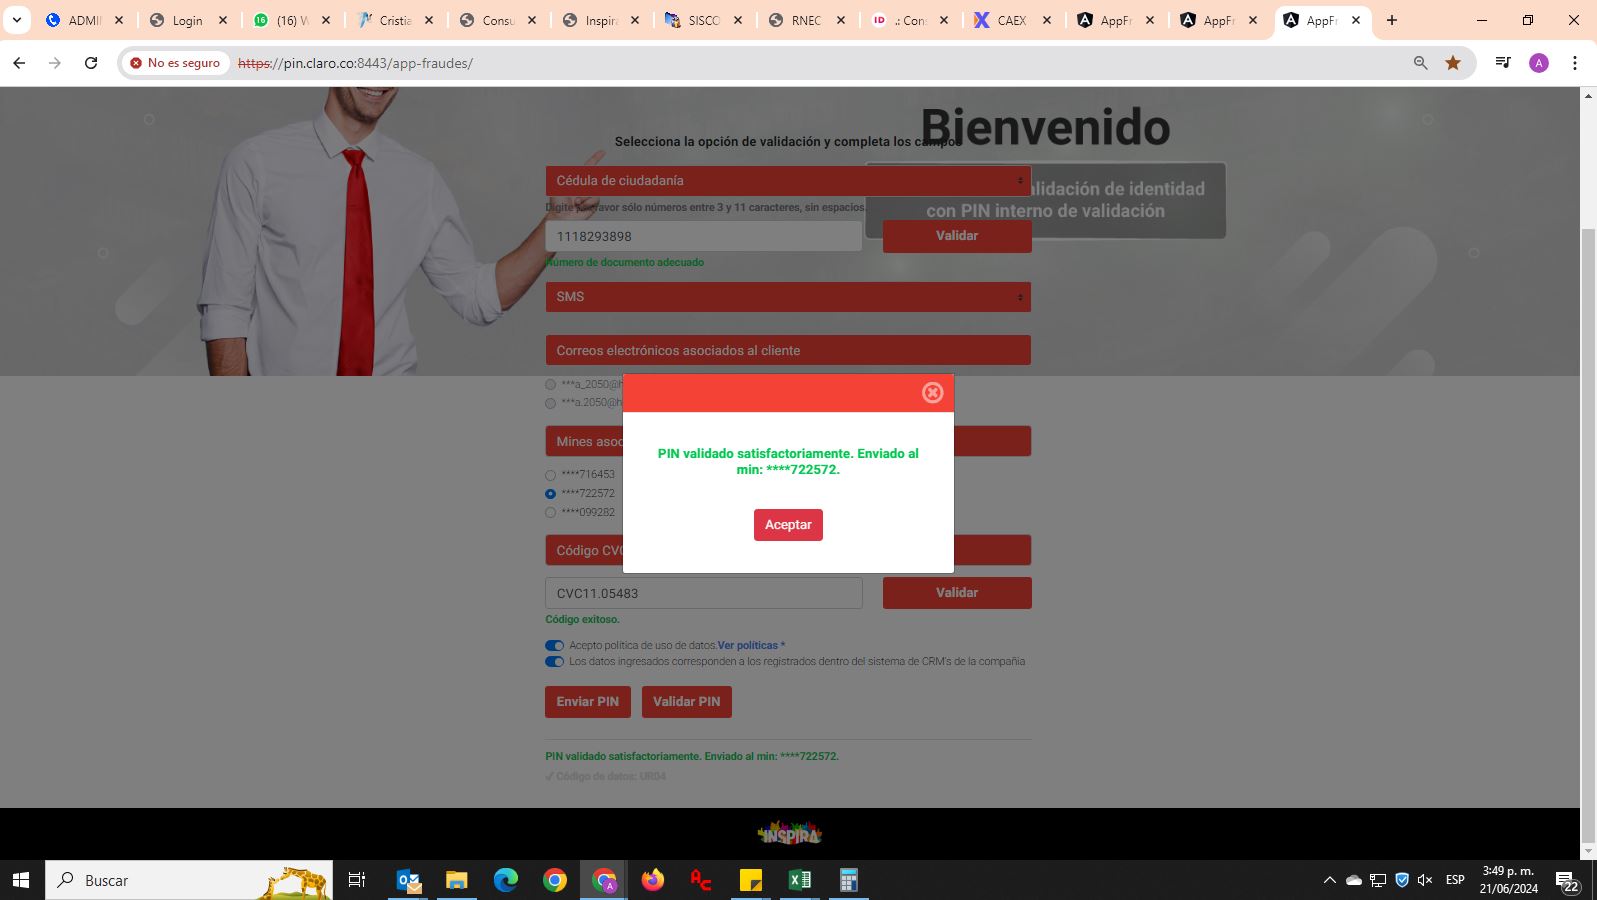 ADMII
Login
(16) W
Cristia
Consu
Inspira
SISCO
RNEC
.: Cons
CAEX
AppFr
AppFr
AppFr
No es seguro
https://pin.claro.co:8443/app-fraudes/
Bienvenido
Selecciona la opción de validación y completa los campos
Cédula de ciudadanía
alidación de identidad
con PIN interno de validación
Digite por favor sólo números entre 3 y 11 caracteres, sin espacios.
1118293898
Validar
Número de documento adecuado
SMS
Correos electrónicos asociados al cliente
***a_2050@h
***a.2050@h
Mines asoc
****716453
****722572
****099282
PIN validado satisfactoriamente. Enviado al
min: ****722572.
Aceptar
Código CVC
CVC11.05483
Validar
Código exitoso.
Acepto política de uso de datos.Ver políticas *
Los datos ingresados corresponden a los registrados dentro del sistema de CRM's de la compañia
Enviar PIN
Validar PIN
PIN validado satisfactoriamente. Enviado al min: ****722572.
✓ Código de datos: UR04
INSPIRA
Buscar
ESP
3:49 p. m.
21/06/2024
22